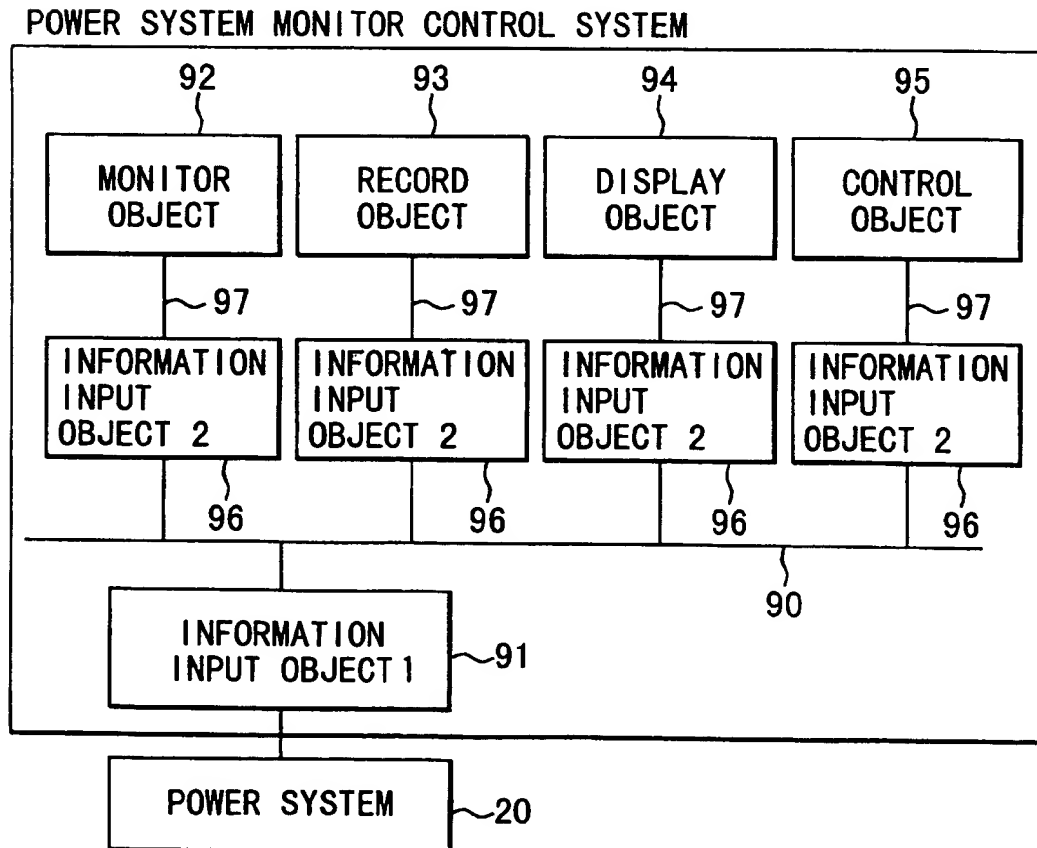 POWER SYSTEM MONITOR CONTROL SYSTEM
92
93
94
95
MONITOR
OBJECT
RECORD
OBJECT
DISPLAY
OBJECT
CONTROL
OBJECT
97
97
97
97
INFORMATION
INPUT
OBJECT 2
INFORMATION
INPUT
OBJECT 2
INFORMATION
INPUT
OBJECT 2
INFORMATION
INPUT
OBJECT 2
96
96
96
96
90
INFORMATION
INPUT OBJECT 1
91
POWER SYSTEM
20